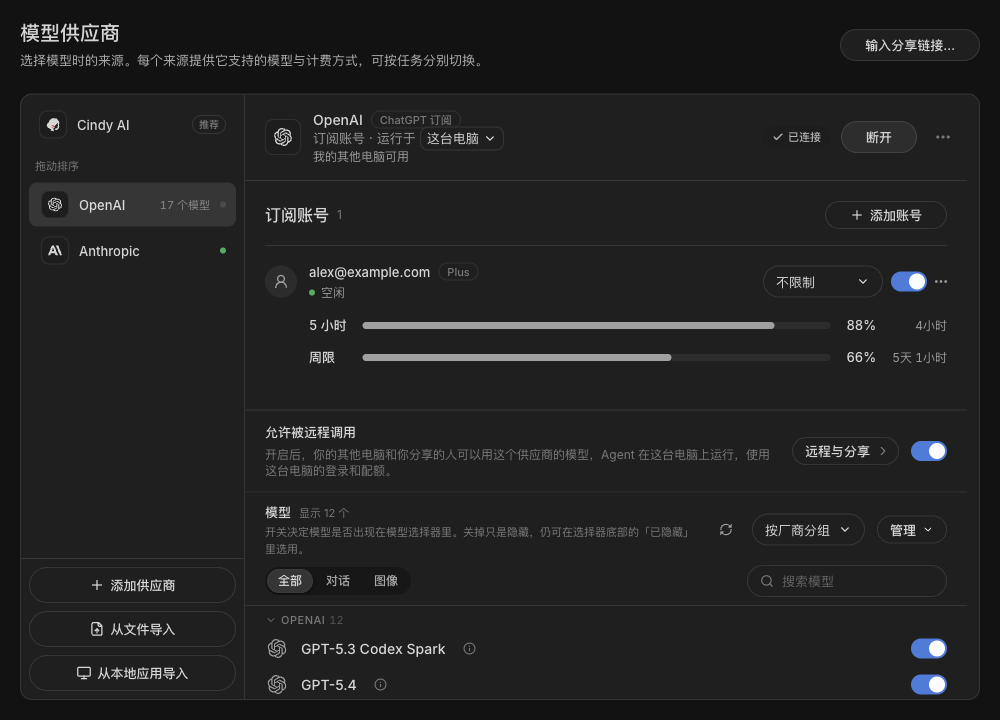 模型供应商
选择模型时的来源。每个来源提供它支持的模型与计费方式，可按任务分别切换。
输入分享链接...
Cindy AI
推荐
拖动排序
OpenAI
17 个模型
Anthropic
添加供应商
从文件导入
从本地应用导入
OpenAI ChatGPT 订阅
订阅账号 · 运行于 这台电脑
我的其他电脑可用
已连接
断开
订阅账号 1
添加账号
alex@example.com Plus
空闲
不限制
5 小时 88% 4小时
周限 66% 5天 1小时
允许被远程调用
开启后，你的其他电脑和你分享的人可以用这个供应商的模型，Agent 在这台电脑上运行，使用
这台电脑的登录和配额。
远程与分享
模型 显示 12 个
开关决定模型是否出现在模型选择器里。关掉只是隐藏，仍可在选择器底部的「已隐藏」
里选用。
按厂商分组
管理
全部 对话 图像
搜索模型
OPENAI 12
GPT-5.3 Codex Spark
GPT-5.4